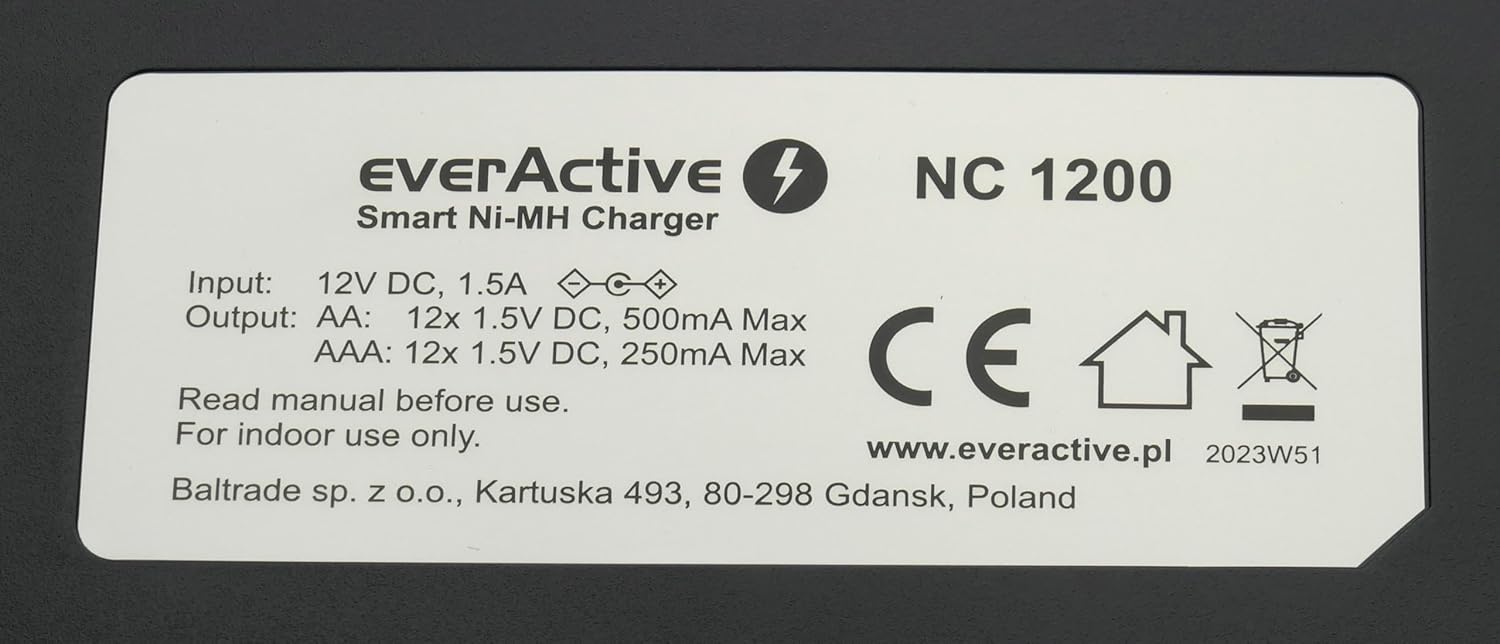 everActive NC 1200
Smart Ni-MH Charger
Input: 12V DC, 1.5A
Output: AA: 12x 1.5V DC, 500mA Max
AAA: 12x 1.5V DC, 250mA Max
Read manual before use.
For indoor use only.
CE
www.everactive.pl 2023W51
Baltrade sp. z o.o., Kartuska 493, 80-298 Gdansk, Poland